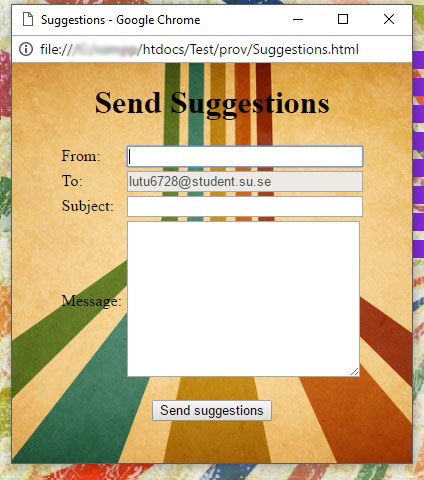 Suggestions - Google Chrome
file:///htdocs/Test/prov/Suggestions.html
Send Suggestions
From:
To: lutu6728@student.su.se
Subject:
Message:
Send suggestions